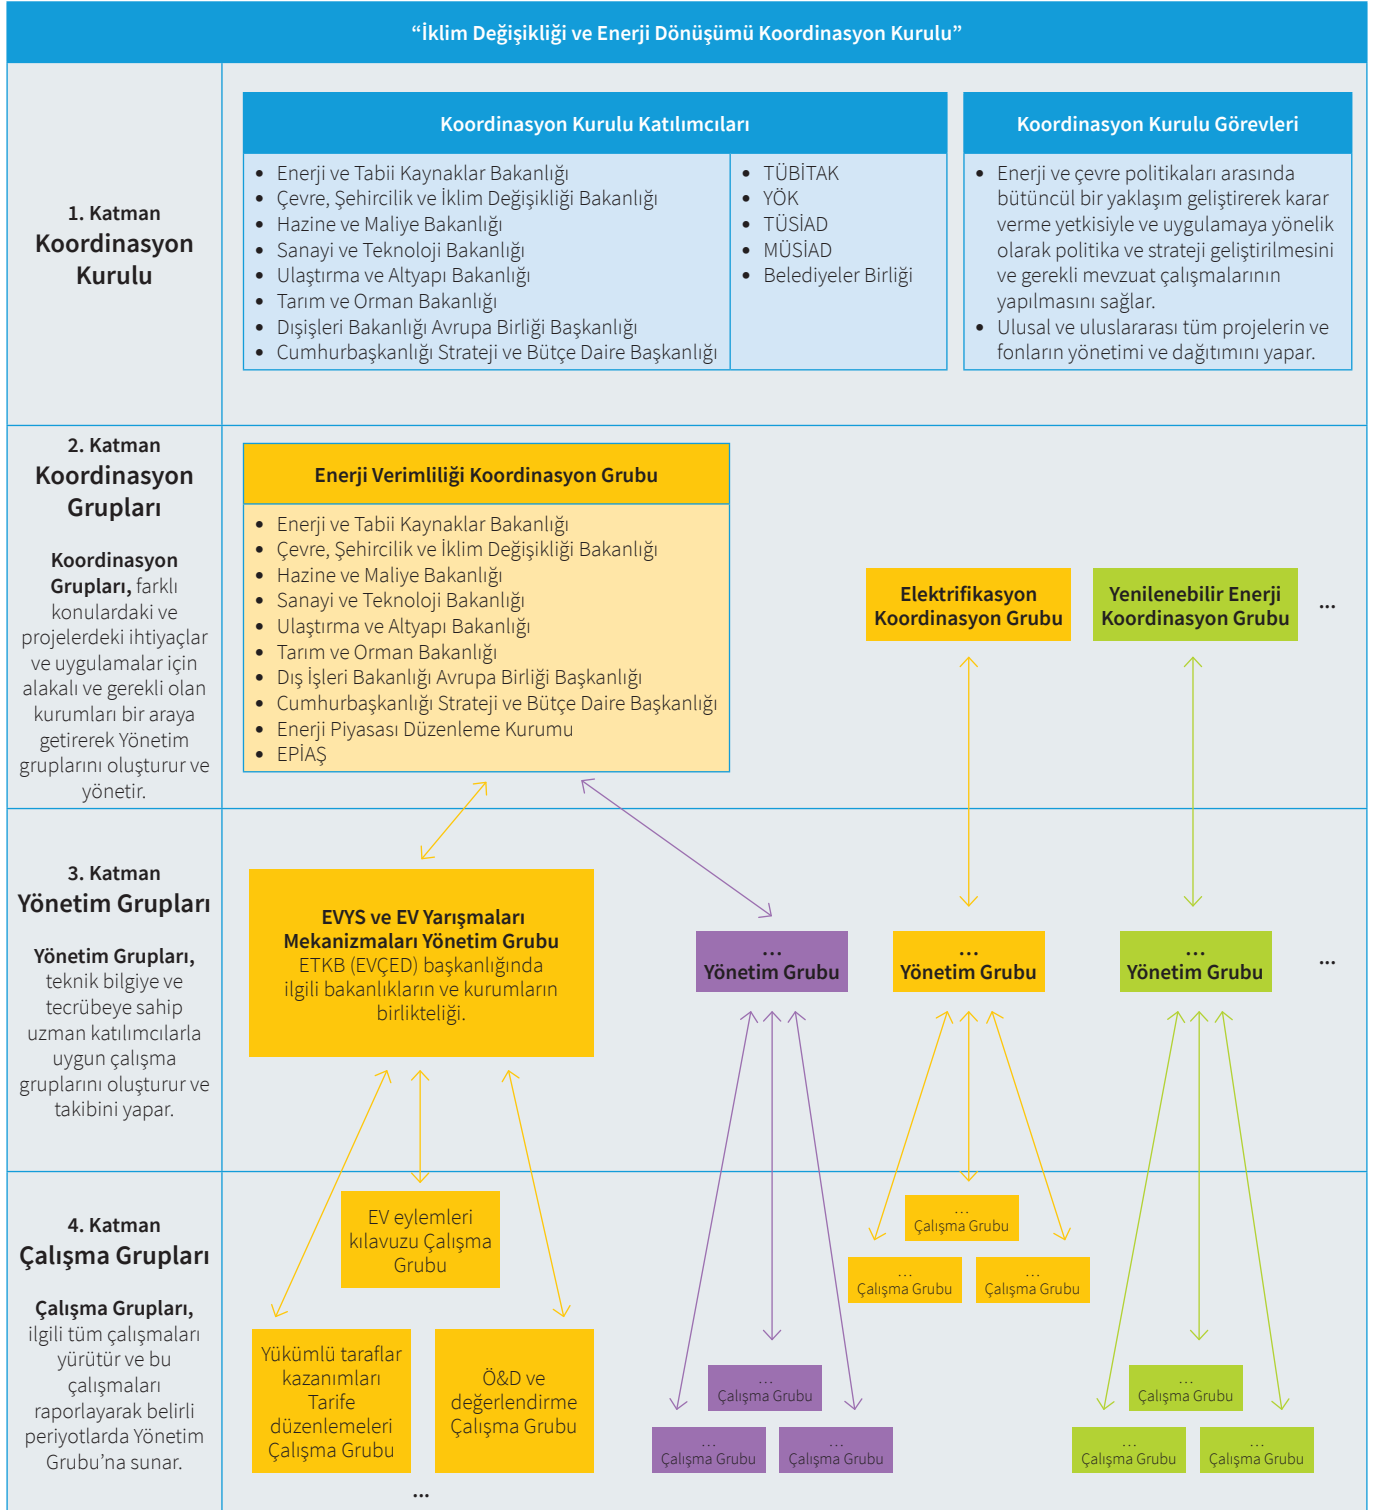 “İklim Değişikliği ve Enerji Dönüşümü Koordinasyon Kurulu”
1. Katman
Koordinasyon
Kurulu
Koordinasyon Kurulu Katılımcıları
• Enerji ve Tabii Kaynaklar Bakanlığı
• Çevre, Şehircilik ve İklim Değişikliği Bakanlığı
• Hazine ve Maliye Bakanlığı
• Sanayi ve Teknoloji Bakanlığı
• Ulaştırma ve Altyapı Bakanlığı
• Tarım ve Orman Bakanlığı
• Dışişleri Bakanlığı Avrupa Birliği Başkanlığı
• Cumhurbaşkanlığı Strateji ve Bütçe Daire Başkanlığı
• TÜBİTAK
• YÖK
• TÜSİAD
• MÜSİAD
• Belediyeler Birliği
Koordinasyon Kurulu Görevleri
• Enerji ve çevre politikaları arasında
bütüncül bir yaklaşım geliştirerek karar
verme yetkisiyle ve uygulamaya yönelik
olarak politika ve strateji geliştirilmesini
ve gerekli mevzuat çalışmalarının
yapılmasını sağlar.
• Ulusal ve uluslararası tüm projelerin ve
fonların yönetimi ve dağıtımını yapar.
2. Katman
Koordinasyon
Grupları
Koordinasyon
Grupları, farklı
konulardaki ve
projelerdeki ihtiyaçlar
ve uygulamalar için
alakalı ve gerekli olan
kurumları bir araya
getirerek Yönetim
gruplarını oluşturur ve
yönetir.
Enerji Verimliliği Koordinasyon Grubu
• Enerji ve Tabii Kaynaklar Bakanlığı
• Çevre, Şehircilik ve İklim Değişikliği Bakanlığı
• Hazine ve Maliye Bakanlığı
• Sanayi ve Teknoloji Bakanlığı
• Ulaştırma ve Altyapı Bakanlığı
• Tarım ve Orman Bakanlığı
• Dış İşleri Bakanlığı Avrupa Birliği Başkanlığı
• Cumhurbaşkanlığı Strateji ve Bütçe Daire Başkanlığı
• Enerji Piyasası Düzenleme Kurumu
• EPİAŞ
Elektrifikasyon
Koordinasyon Grubu
Yenilenebilir Enerji
Koordinasyon Grubu
...
3. Katman
Yönetim Grupları
Yönetim Grupları,
teknik bilgiye ve
tecrübeye sahip
uzman katılımcılarla
uygun çalışma
gruplarını oluşturur ve
takibini yapar.
EVYS ve EV Yarışmaları
Mekanizmaları Yönetim Grubu
ETKB (EVÇED) başkanlığında
ilgili bakanlıkların ve kurumların
birlikteliği.
...
Yönetim Grubu
...
Yönetim Grubu
...
Yönetim Grubu
...
4. Katman
Çalışma Grupları
Çalışma Grupları,
ilgili tüm çalışmaları
yürütür ve bu
çalışmaları
raporlayarak belirli
periyotlarda Yönetim
Grubu’na sunar.
EV eylemleri
kılavuzu Çalışma
Grubu
Yükümlü taraflar
kazanımları
Tarife
düzenlemeleri
Çalışma Grubu
Ö&D ve
değerlendirme
Çalışma Grubu
...
...
Çalışma Grubu
...
Çalışma Grubu
...
Çalışma Grubu
...
Çalışma Grubu
...
Çalışma Grubu
...
Çalışma Grubu
...
Çalışma Grubu
...
Çalışma Grubu
...
Çalışma Grubu